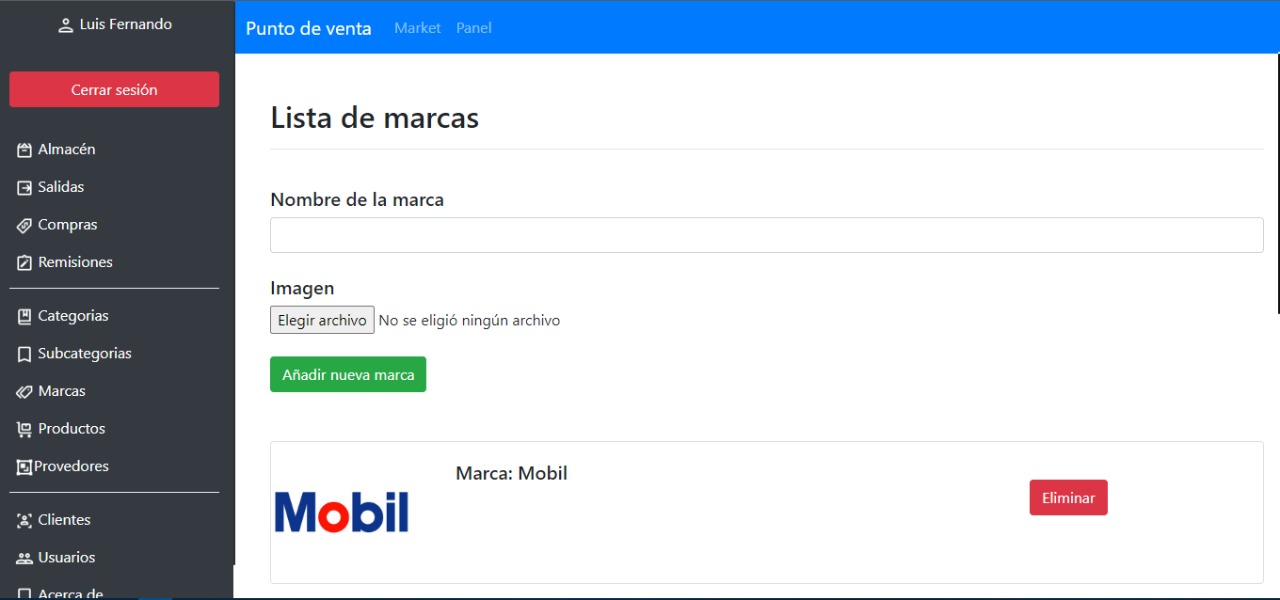 Luis Fernando
Cerrar sesión
Almacén
Salidas
Compras
Remisiones
Categorias
Subcategorias
Marcas
Productos
Provedores
Clientes
Usuarios
Acerca de
Punto de venta Market Panel
Lista de marcas
Nombre de la marca
Imagen
Elegir archivo No se eligió ningún archivo
Añadir nueva marca
Marca: Mobil
Mobil
Eliminar